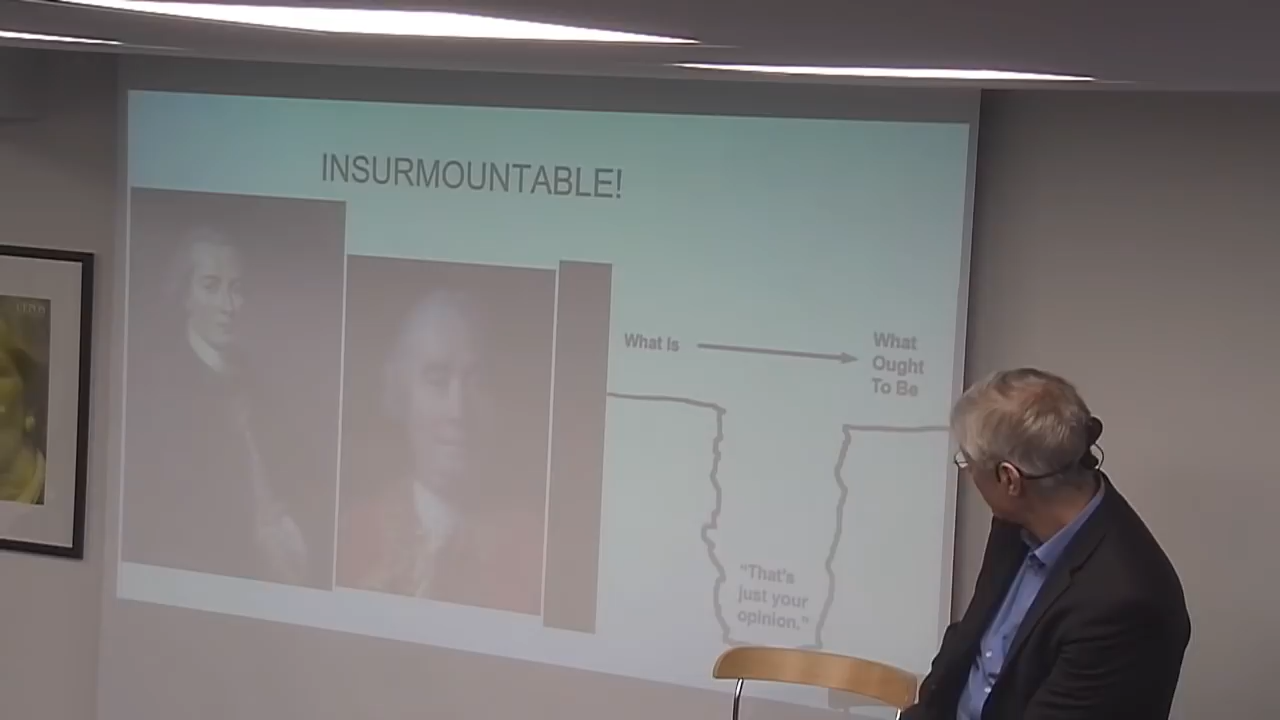 INSURMOUNTABLE!
What Is
What
Ought
To Be
"That's
just your
opinion."